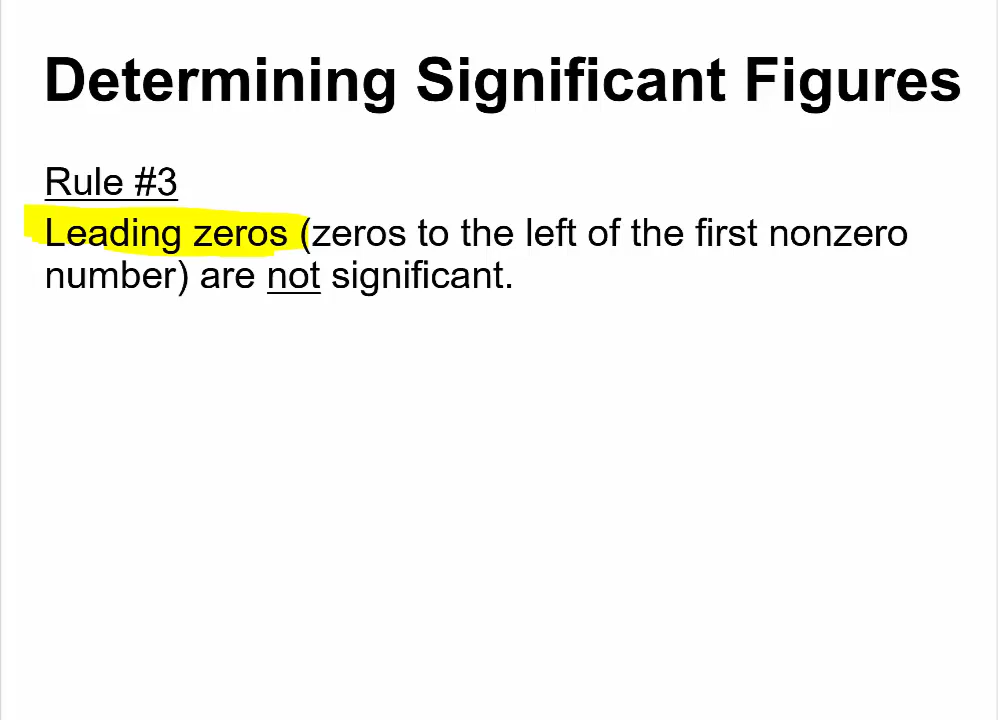 Determining Significant Figures
Rule #3
Leading zeros (zeros to the left of the first nonzero
number) are not significant.